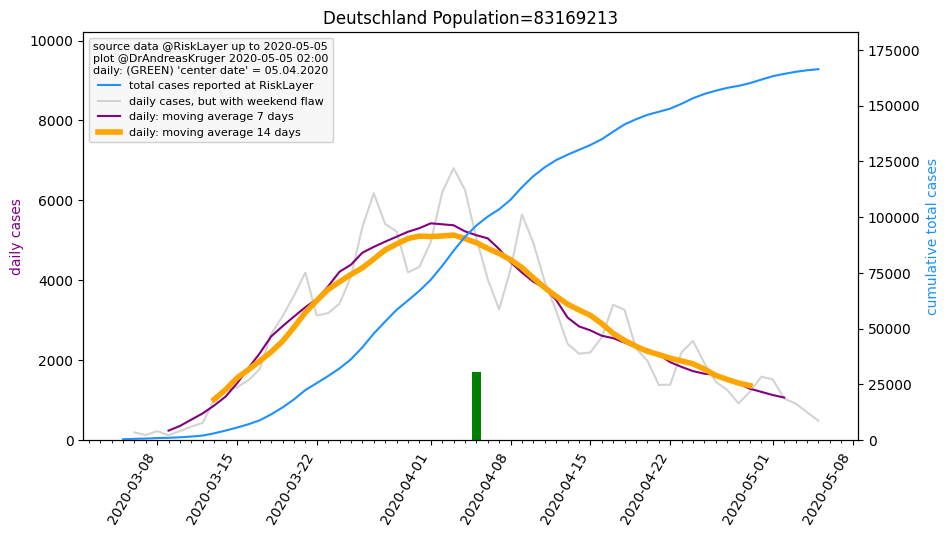 Deutschland Population=83169213
source data @RiskLayer up to 2020-05-05
plot @DrAndreasKruger 2020-05-05 02:00
daily: (GREEN) 'center date' = 05.04.2020
total cases reported at RiskLayer
daily cases, but with weekend flaw
daily: moving average 7 days
daily: moving average 14 days
daily cases
10000
8000
6000
4000
2000
0
cumulative total cases
175000
150000
125000
100000
75000
50000
25000
0
2020-03-08
2020-03-15
2020-03-22
2020-04-01
2020-04-08
2020-04-15
2020-04-22
2020-05-01
2020-05-08